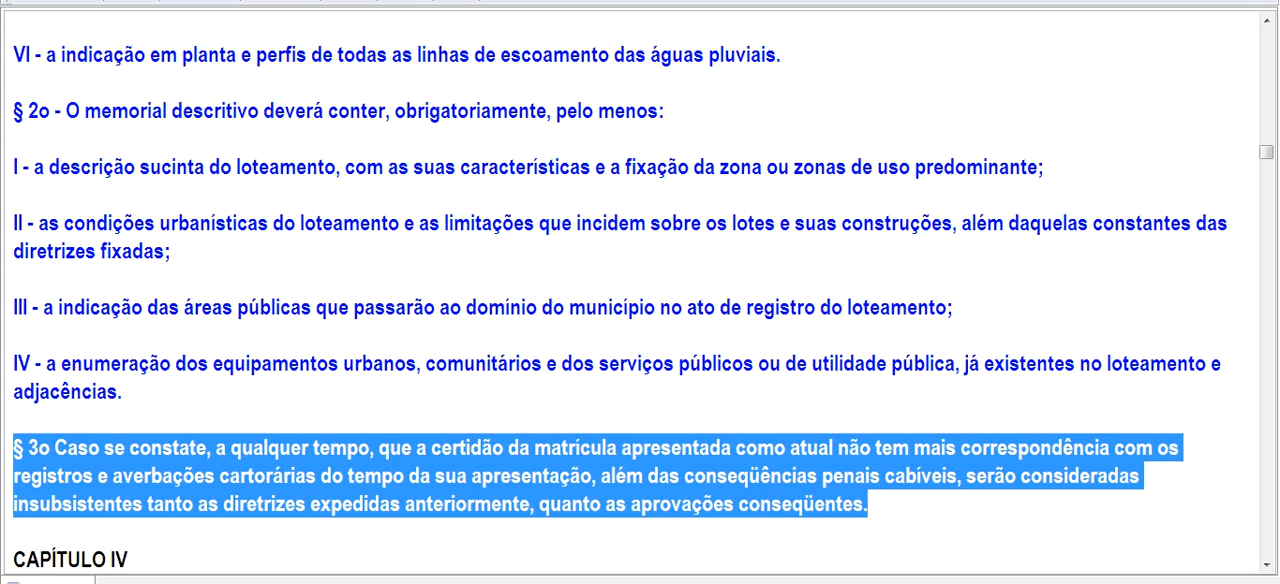 VI - a indicação em planta e perfis de todas as linhas de escoamento das águas pluviais.
§ 2o - O memorial descritivo deverá conter, obrigatoriamente, pelo menos:
I - a descrição sucinta do loteamento, com as suas características e a fixação da zona ou zonas de uso predominante;
II - as condições urbanísticas do loteamento e as limitações que incidem sobre os lotes e suas construções, além daquelas constantes das
diretrizes fixadas;
III - a indicação das áreas públicas que passarão ao domínio do município no ato de registro do loteamento;
IV - a enumeração dos equipamentos urbanos, comunitários e dos serviços públicos ou de utilidade pública, já existentes no loteamento e
adjacências.
§ 3o Caso se constate, a qualquer tempo, que a certidão da matrícula apresentada como atual não tem mais correspondência com os
registros e averbações cartorárias do tempo da sua apresentação, além das conseqüências penais cabíveis, serão consideradas
insubsistentes tanto as diretrizes expedidas anteriormente, quanto as aprovações conseqüentes.
CAPÍTULO IV